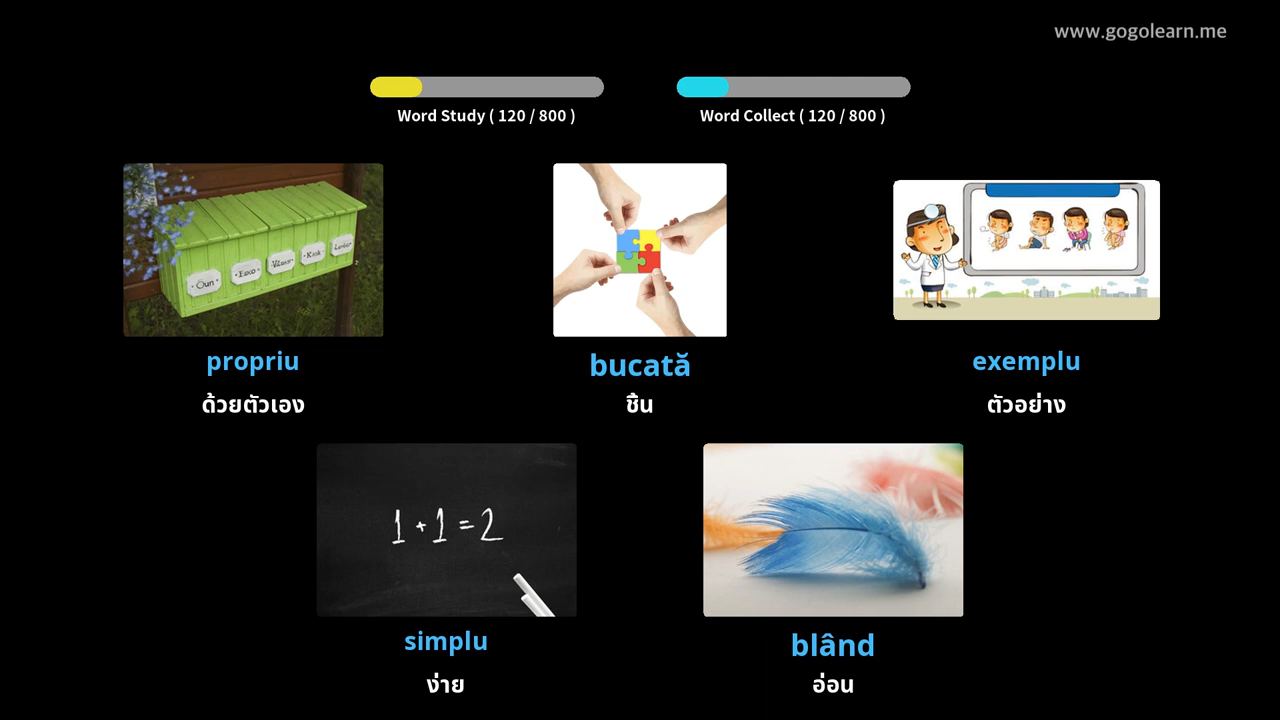 www.gogolearn.me
Word Study ( 120 / 800 )
Word Collect ( 120 / 800 )
Oun
Esko
propriu
ด้วยตัวเอง
bucată
ชิ้น
exemplu
ตัวอย่าง
1 + 1 = 2
simplu
ง่าย
blând
อ่อน